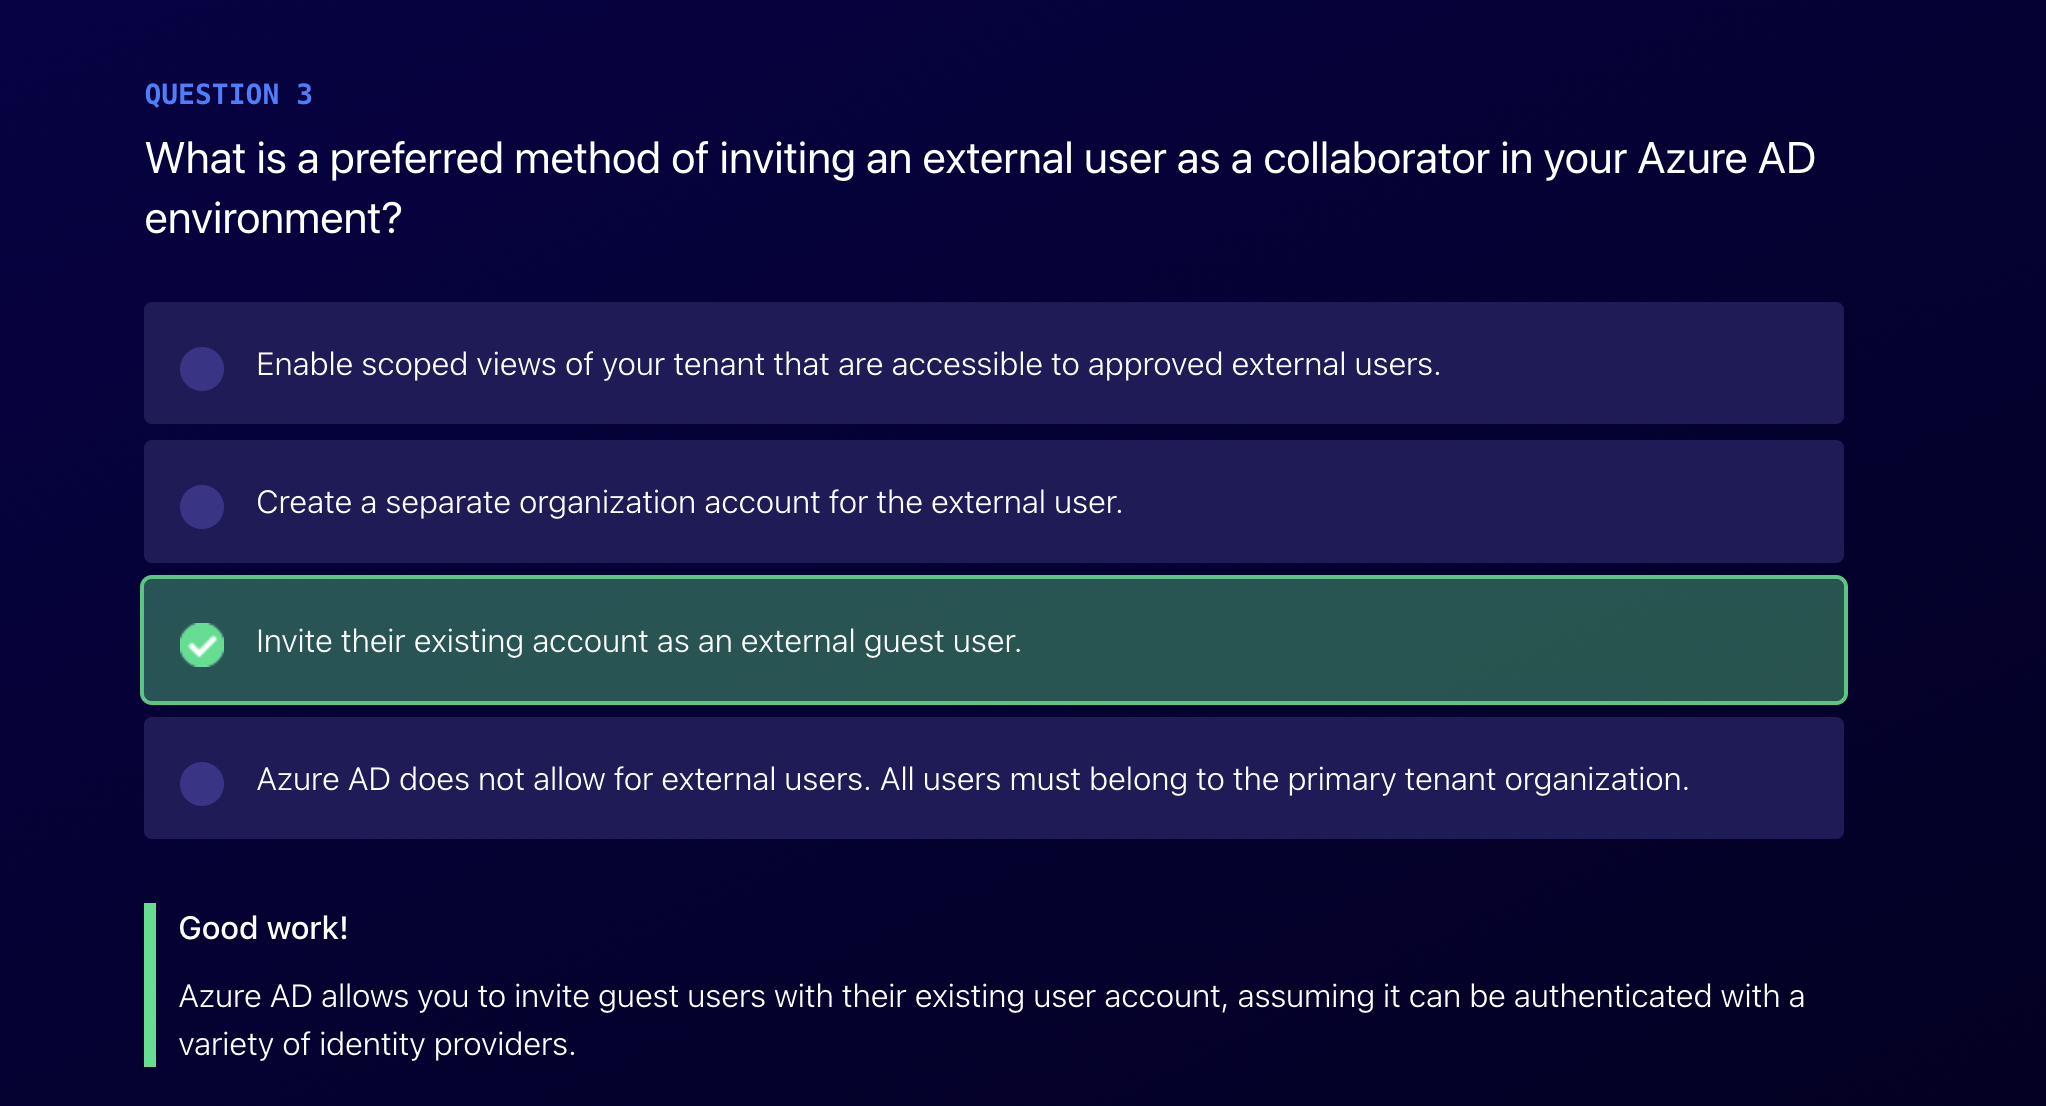 QUESTION 3
What is a preferred method of inviting an external user as a collaborator in your Azure AD
environment?
Enable scoped views of your tenant that are accessible to approved external users.
Create a separate organization account for the external user.
Invite their existing account as an external guest user.
Azure AD does not allow for external users. All users must belong to the primary tenant organization.
Good work!
Azure AD allows you to invite guest users with their existing user account, assuming it can be authenticated with a
variety of identity providers.